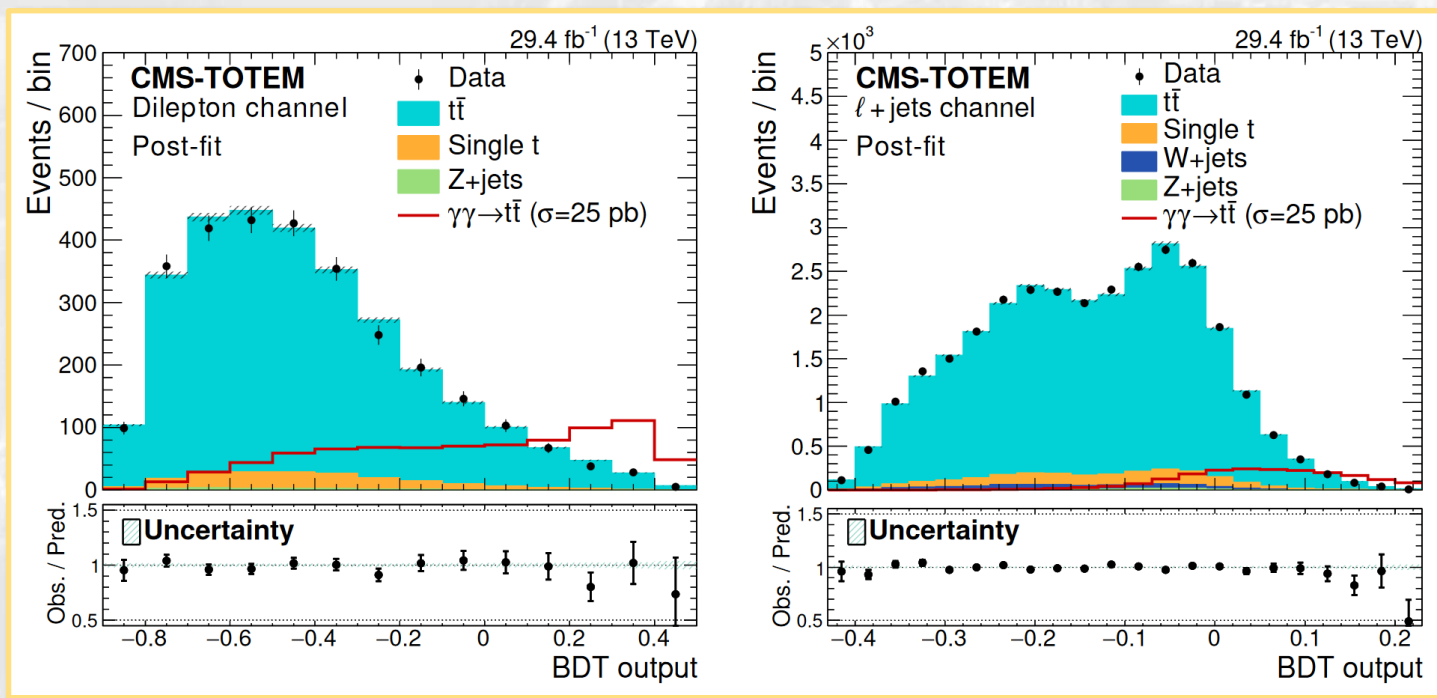 29.4 fb⁻¹ (13 TeV)
CMS-TOTEM
Dilepton channel
Post-fit
Data
tt̄
Single t
Z+jets
γγ→tt̄ (σ=25 pb)
Events / bin
700
600
500
400
300
200
100
0
Uncertainty
Obs. / Pred.
1.5
1
0.5
−0.8 −0.6 −0.4 −0.2 0 0.2 0.4
BDT output
×10³
29.4 fb⁻¹ (13 TeV)
CMS-TOTEM
ℓ+jets channel
Post-fit
Data
tt̄
Single t
W+jets
Z+jets
γγ→tt̄ (σ=25 pb)
Events / bin
5
4.5
4
3.5
3
2.5
2
1.5
1
0.5
0
Uncertainty
Obs. / Pred.
1.5
1
0.5
−0.4 −0.3 −0.2 −0.1 0 0.1 0.2
BDT output